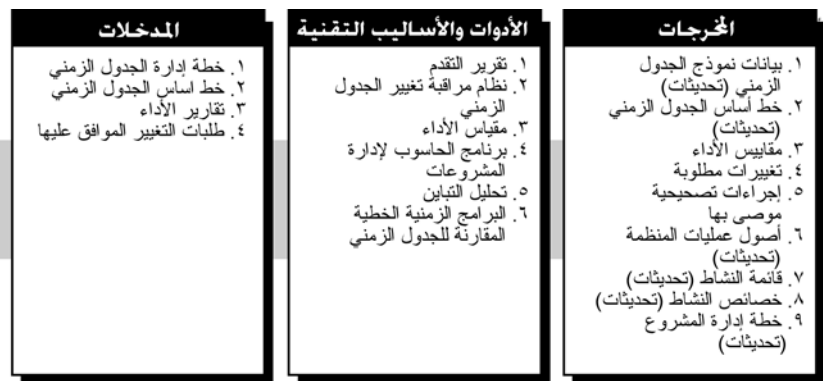 المدخلات
١. خطة إدارة الجدول الزمني
٢. خط اساس الجدول الزمني
٣. تقارير الأداء
٤. طلبات التغيير الموافق عليها
الأدوات والأساليب التقنية
١. تقرير التقدم
٢. نظام مراقبة تغيير الجدول
الزمني
٣. مقياس الأداء
٤. برنامج الحاسوب لإدارة
المشروعات
٥. تحليل التباين
٦. البرامج الزمنية الخطية
المقارنة للجدول الزمني
المخرجات
١. بيانات نموذج الجدول
الزمني (تحديثات)
٢. خط أساس الجدول الزمني
(تحديثات)
٣. مقاييس الأداء
٤. تغييرات مطلوبة
٥. إجراءات تصحيحية
موصى بها
٦. أصول عمليات المنظمة
(تحديثات)
٧. قائمة النشاط (تحديثات)
٨. خصائص النشاط (تحديثات)
٩. خطة إدارة المشروع
(تحديثات)